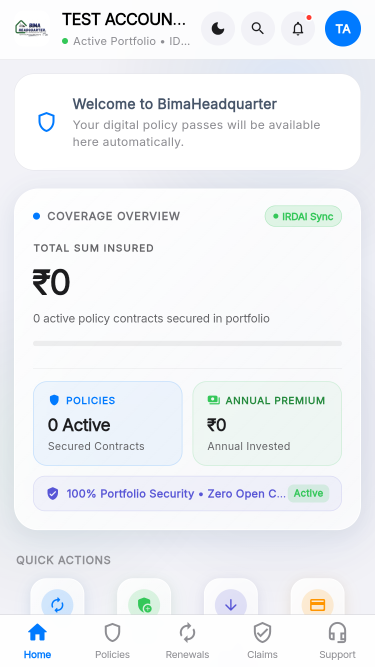 BIMA
HEADQUARTER
TEST ACCOUN...
Active Portfolio • ID...
TA
Welcome to BimaHeadquarter
Your digital policy passes will be available
here automatically.
COVERAGE OVERVIEW
IRDAI Sync
TOTAL SUM INSURED
₹0
0 active policy contracts secured in portfolio
POLICIES
0 Active
Secured Contracts
ANNUAL PREMIUM
₹0
Annual Invested
100% Portfolio Security • Zero Open C...
Active
QUICK ACTIONS
Home
Policies
Renewals
Claims
Support